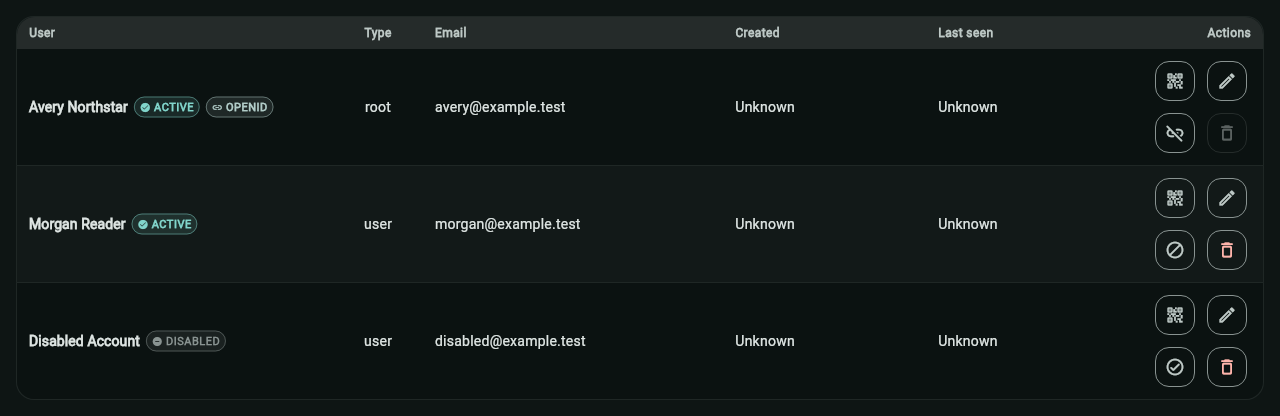 User Type Email Created Last seen Actions
Avery Northstar ACTIVE OPENID root avery@example.test Unknown Unknown
Morgan Reader ACTIVE user morgan@example.test Unknown Unknown
Disabled Account DISABLED user disabled@example.test Unknown Unknown